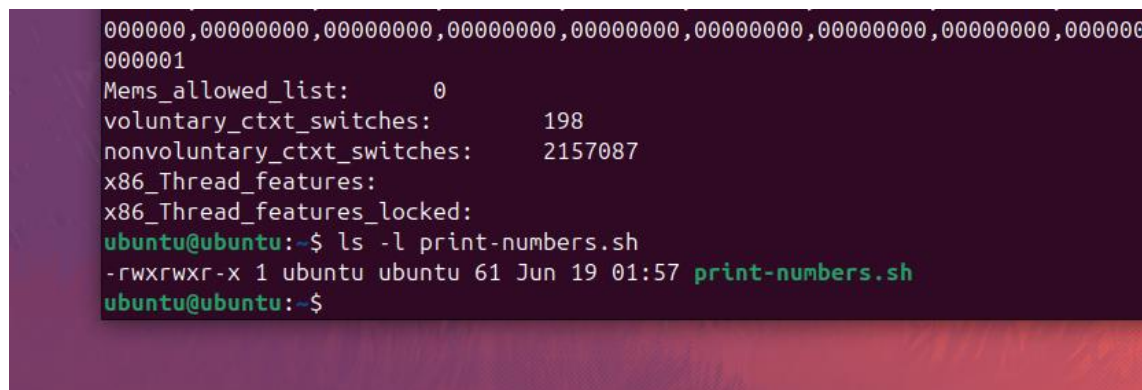 000000,00000000,00000000,00000000,00000000,00000000,00000000,00000000,000000
000001
Mems_allowed_list:	0
voluntary_ctxt_switches:	198
nonvoluntary_ctxt_switches:	2157087
x86_Thread_features:
x86_Thread_features_locked:
ubuntu@ubuntu:~$ ls -l print-numbers.sh
-rwxrwxr-x 1 ubuntu ubuntu 61 Jun 19 01:57 print-numbers.sh
ubuntu@ubuntu:~$